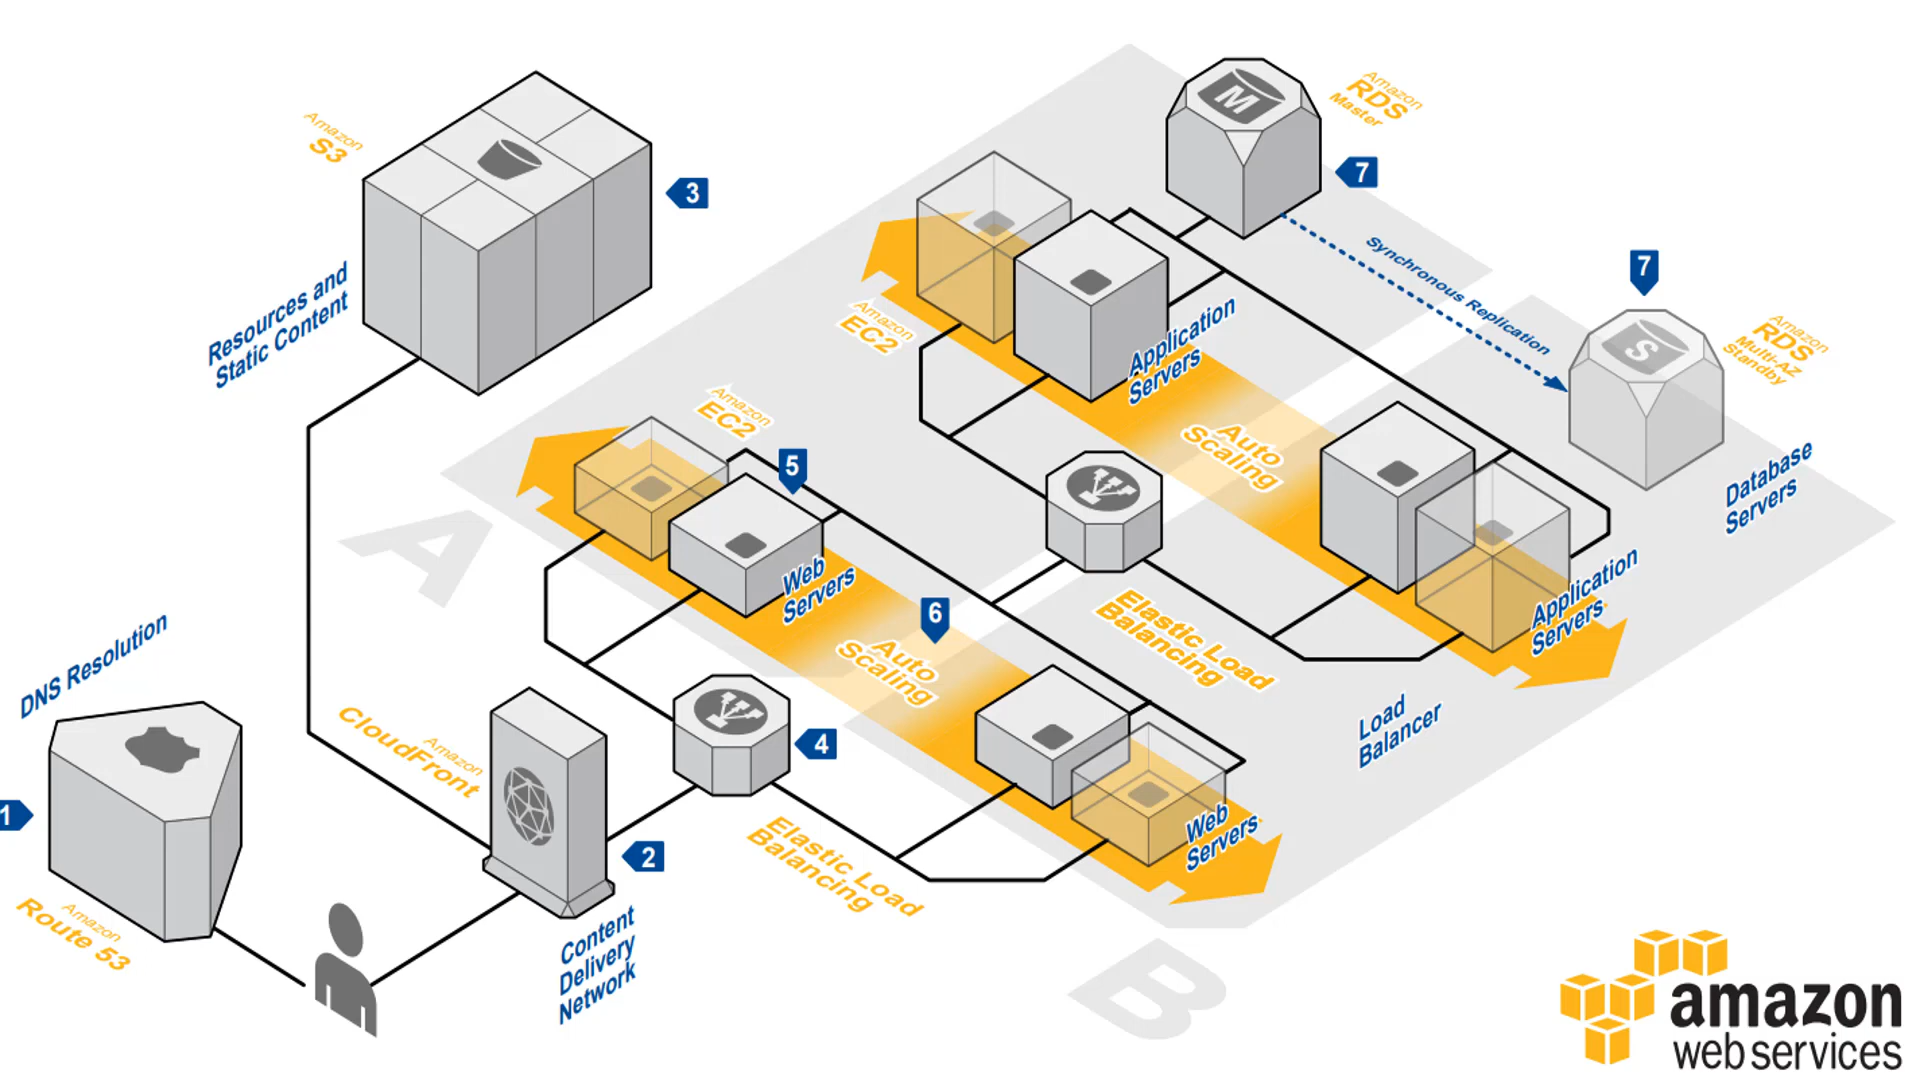 Amazon
S3
3
Resources and
Static Content
Amazon
RDS
Master
M
7
Synchronous Replication
7
S
Amazon
RDS
Multi-AZ
Standby
Database
Servers
Amazon
EC2
Application
Servers
Auto
Scaling
Application
Servers
Amazon
EC2
5
Web
Servers
6
Auto
Scaling
Elastic Load
Balancing
Load
Balancer
A
DNS Resolution
1
Amazon
Route 53
Amazon
CloudFront
2
Content
Delivery
Network
4
Elastic Load
Balancing
Web
Servers
B
amazon
web services